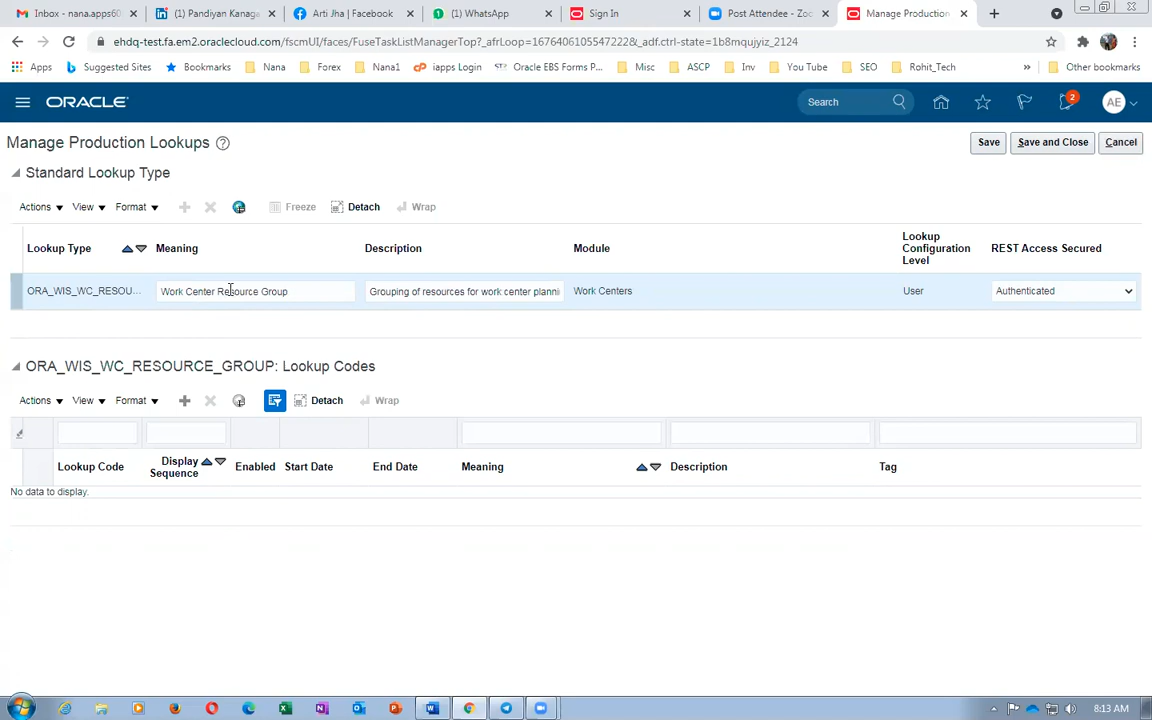 Inbox - nana.apps60
(1) Pandiyan Kanaga
Arti Jha | Facebook
(1) WhatsApp
Sign In
Post Attendee - Zoo
Manage Production
ehdq-test.fa.em2.oraclecloud.com/fscmUI/faces/FuseTaskListManagerTop?_afrLoop=1676406105547222&_adf.ctrl-state=1b8mqujyiz_2124
Apps Suggested Sites Bookmarks Nana Forex Nana1 iapps Login Oracle EBS Forms P... Misc ASCP Inv You Tube SEO Rohit_Tech » Other bookmarks
ORACLE Search 2 AE
Manage Production Lookups ? Save Save and Close Cancel
Standard Lookup Type
Actions View Format Freeze Detach Wrap
Lookup Type Meaning Description Module Lookup Configuration Level REST Access Secured
ORA_WIS_WC_RESOU... Work Center Resource Group Grouping of resources for work center planni Work Centers User Authenticated
ORA_WIS_WC_RESOURCE_GROUP: Lookup Codes
Actions View Format Detach Wrap
Lookup Code Display Sequence Enabled Start Date End Date Meaning Description Tag
No data to display.
8:13 AM